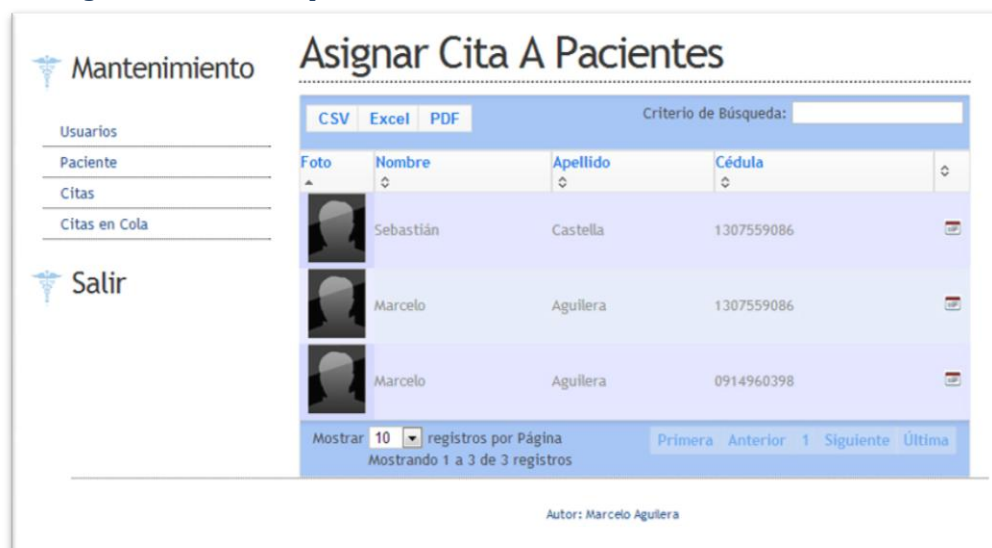 Asignar Cita A Pacientes
Mantenimiento
Usuarios
Paciente
Citas
Citas en Cola
Salir
CSV Excel PDF
Criterio de Búsqueda:
Foto Nombre Apellido Cédula
Sebastián Castella 1307559086
Marcelo Aguilera 1307559086
Marcelo Aguilera 0914960398
Mostrar 10 registros por Página
Mostrando 1 a 3 de 3 registros
Primera Anterior 1 Siguiente Última
Autor: Marcelo Aguilera